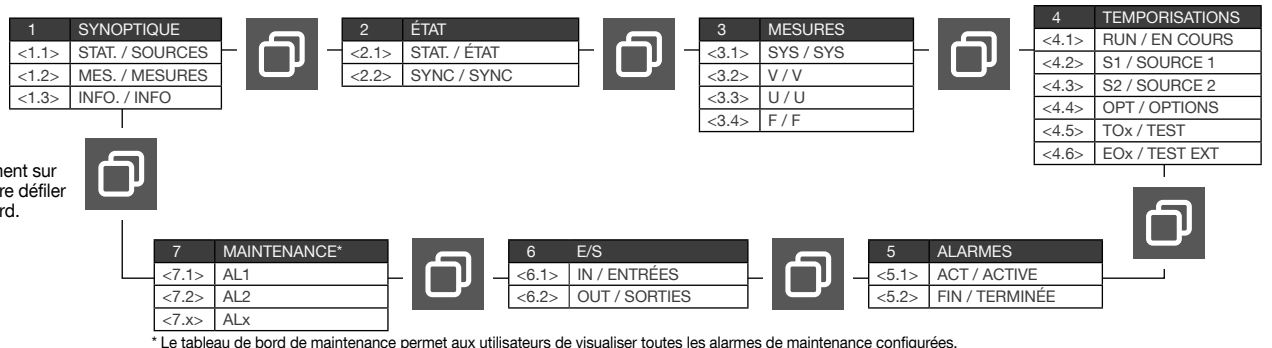 1 SYNOPTIQUE
<1.1> STAT. / SOURCES
<1.2> MES. / MESURES
<1.3> INFO. / INFO
2 ÉTAT
<2.1> STAT. / ÉTAT
<2.2> SYNC / SYNC
3 MESURES
<3.1> SYS / SYS
<3.2> V / V
<3.3> U / U
<3.4> F / F
4 TEMPORISATIONS
<4.1> RUN / EN COURS
<4.2> S1 / SOURCE 1
<4.3> S2 / SOURCE 2
<4.4> OPT / OPTIONS
<4.5> TOx / TEST
<4.6> EOx / TEST EXT
sur
défiler
7 MAINTENANCE*
<7.1> AL1
<7.2> AL2
<7.x> ALx
6 E/S
<6.1> IN / ENTRÉES
<6.2> OUT / SORTIES
5 ALARMES
<5.1> ACT / ACTIVE
<5.2> FIN / TERMINÉE
* Le tableau de bord de maintenance permet aux utilisateurs de visualiser toutes les alarmes de maintenance configurées.